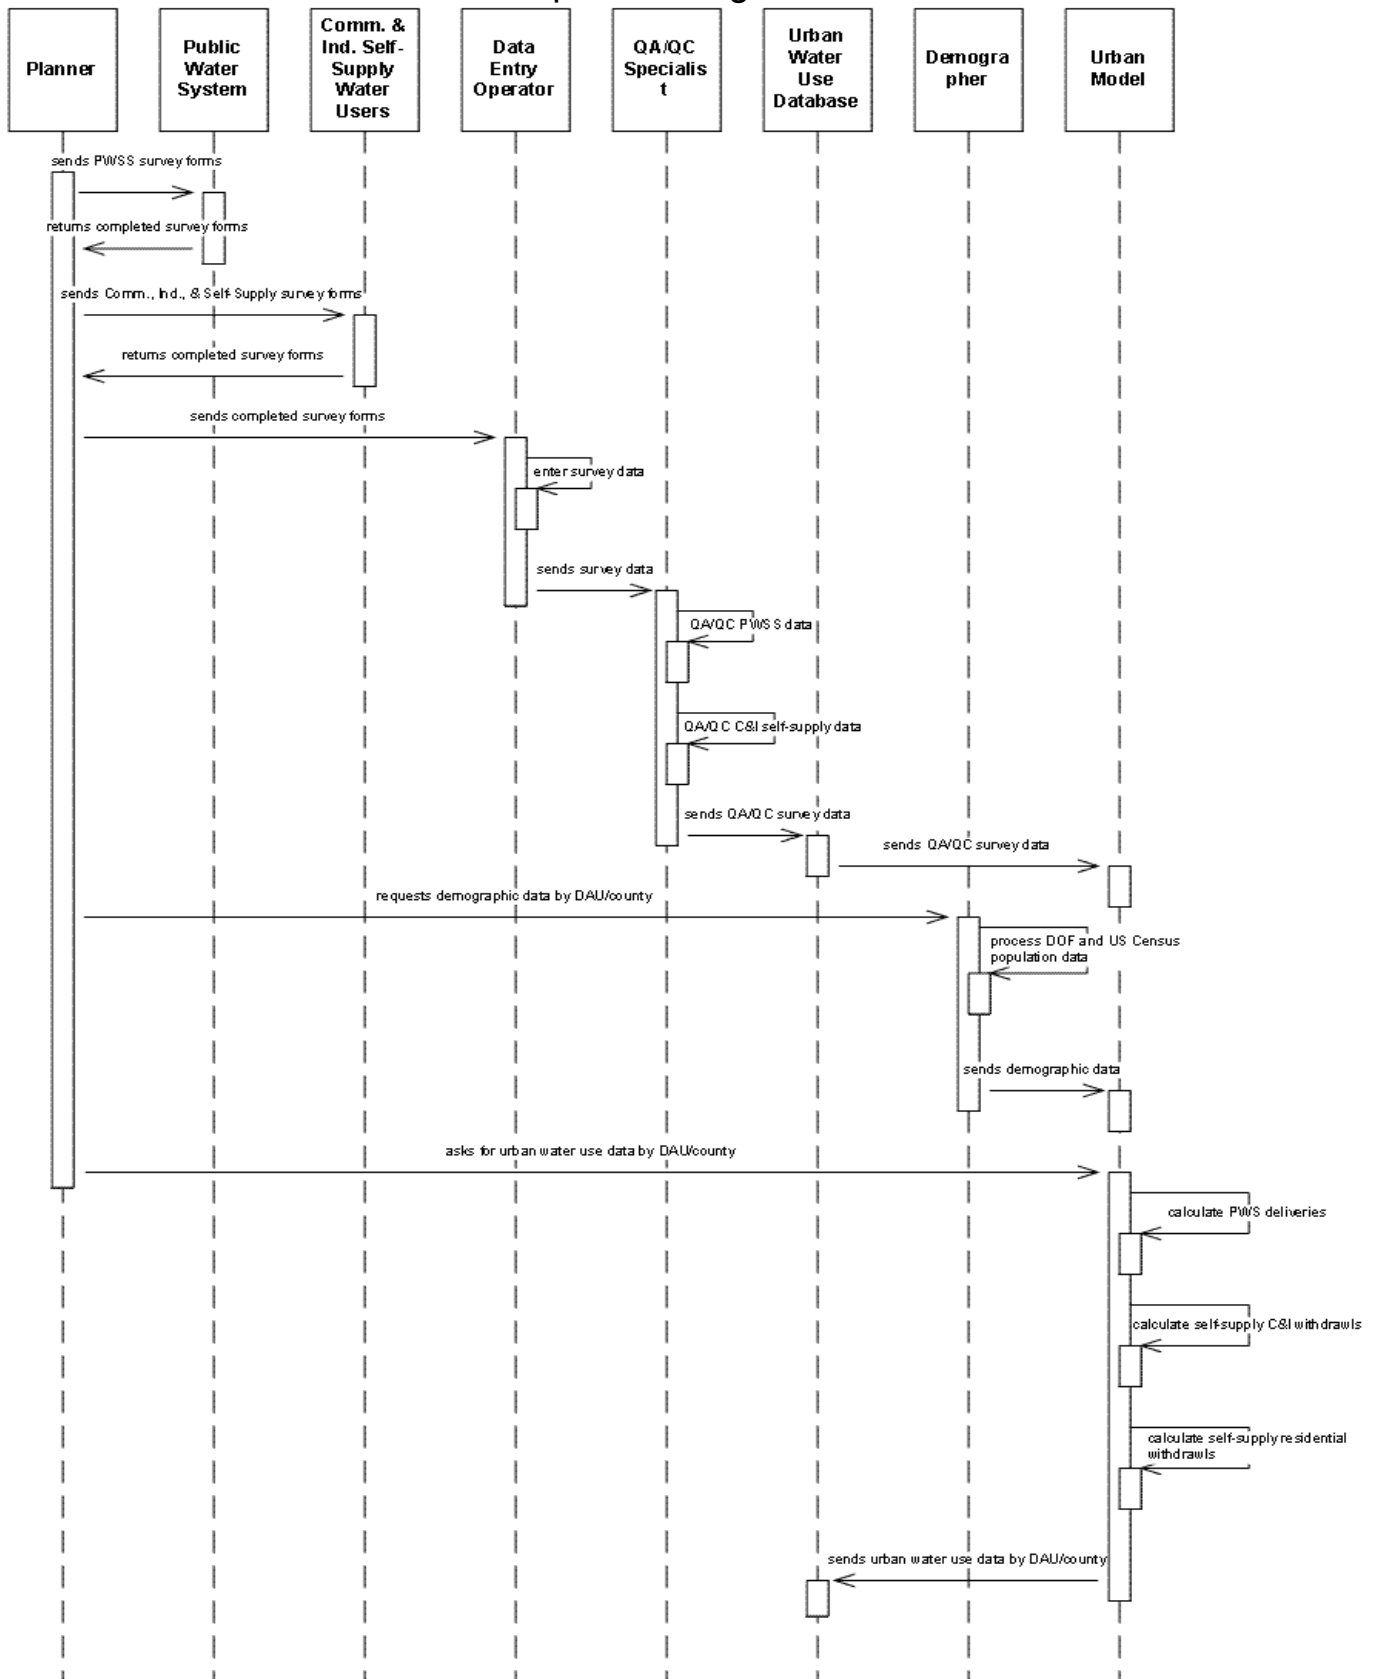 Planner
Public
Water
System
Comm. &
Ind. Self-
Supply
Water
Users
Data
Entry
Operator
QA/QC
Specialis
t
Urban
Water
Use
Database
Demogra
pher
Urban
Model
sends PWSS survey forms
returns completed survey forms
sends Comm., Ind., & Self-Supply survey forms
returns completed survey forms
sends completed survey forms
enter survey data
sends survey data
QA/QC PWSS data
QA/QC C&I self-supply data
sends QA/QC survey data
sends QA/QC survey data
requests demographic data by DAU/county
process DOF and US Census
population data
sends demographic data
asks for urban water use data by DAU/county
calculate PWS deliveries
calculate self-supply C&I withdrawls
calculate self-supply residential
withdrawls
sends urban water use data by DAU/county